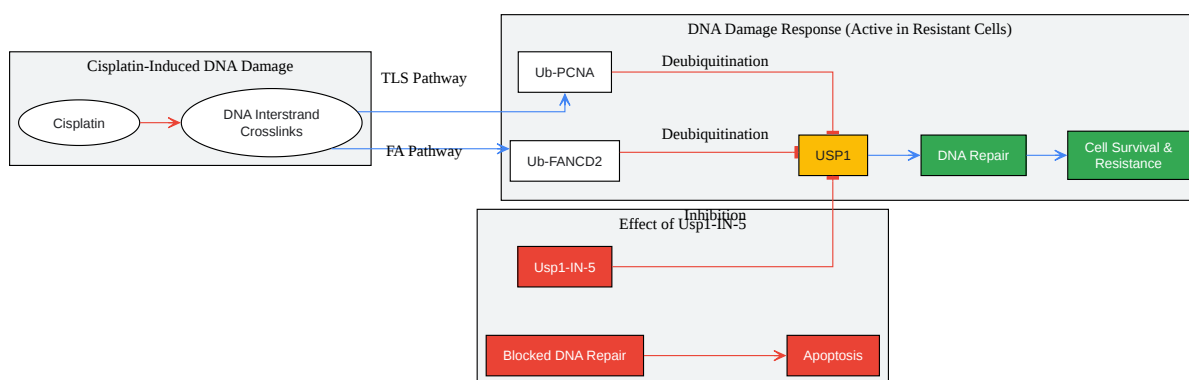 DNA Damage Response (Active in Resistant Cells)
Cisplatin-Induced DNA Damage
Cisplatin
DNA Interstrand
Crosslinks
TLS Pathway
FA Pathway
Ub-PCNA
Deubiquitination
Ub-FANCD2
Deubiquitination
USP1
DNA Repair
Cell Survival &
Resistance
Inhibition
Effect of Usp1-IN-5
Usp1-IN-5
Blocked DNA Repair
Apoptosis